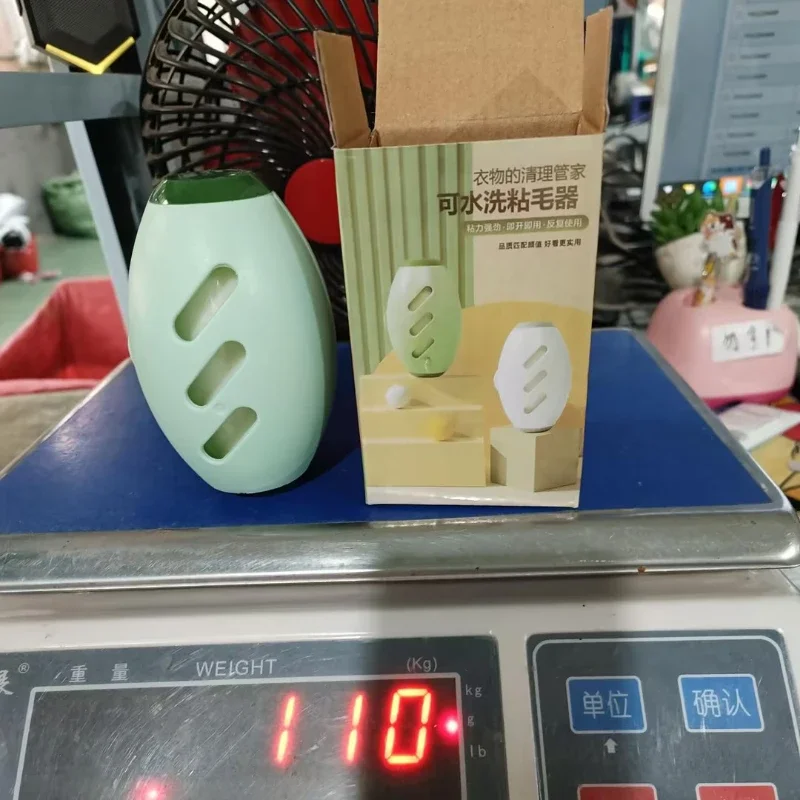 衣物的清理管家
可水洗粘毛器
粘力强劲·即开即用·反复使用
品质匹配颜值 好看更实用
® 重量 WEIGHT (Kg)
110
kg
g
lb
单位
确认